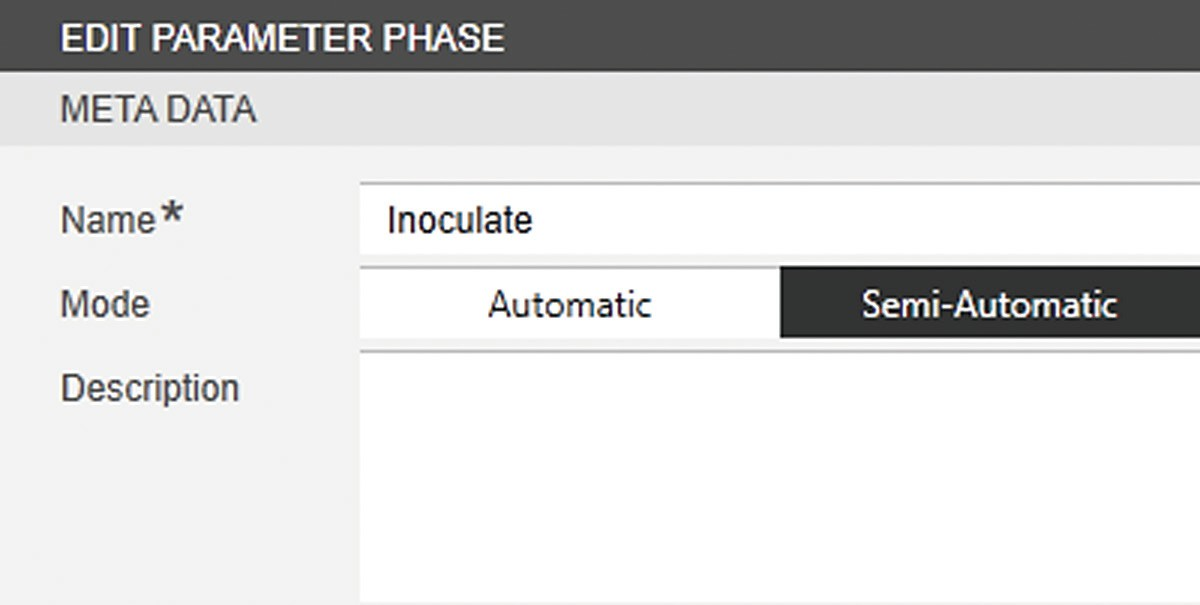 EDIT PARAMETER PHASE
META DATA
Name* Inoculate
Mode Automatic Semi-Automatic
Description